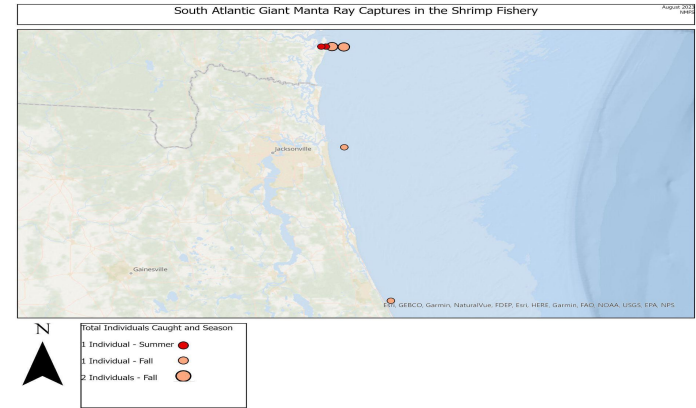 South Atlantic Giant Manta Ray Captures in the Shrimp Fishery
August 2023
NMFS
Jacksonville
Gainesville
Esri, GEBCO, Garmin, NaturalVue, FDEP, Esri, HERE, Garmin, FAO, NOAA, USGS, EPA, NPS
N
Total Individuals Caught and Season
1 Individual - Summer
1 Individual - Fall
2 Individuals - Fall